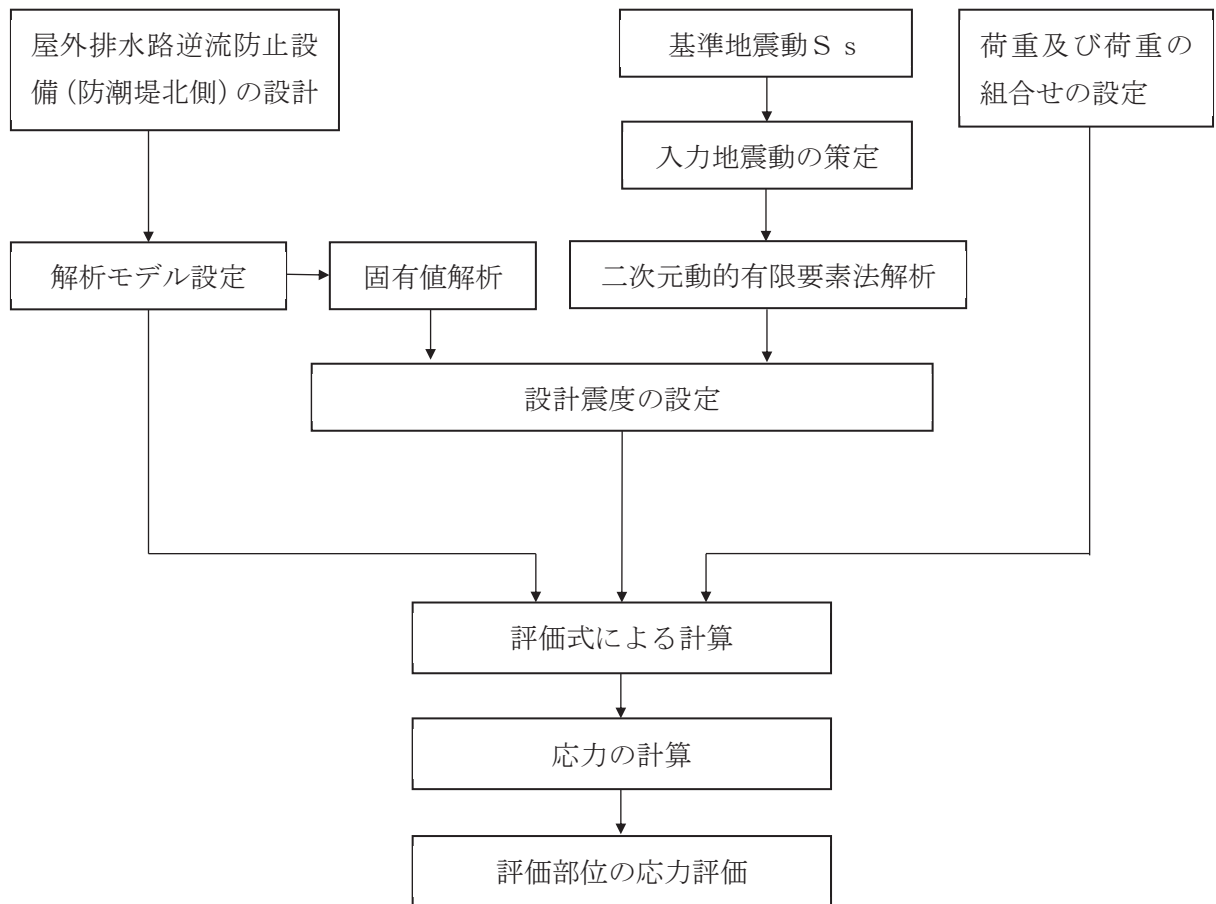 屋外排水路逆流防止設
備(防潮堤北側)の設計
基準地震動Ｓｓ
荷重及び荷重の
組合せの設定
入力地震動の策定
解析モデル設定
固有値解析
二次元動的有限要素法解析
設計震度の設定
評価式による計算
応力の計算
評価部位の応力評価